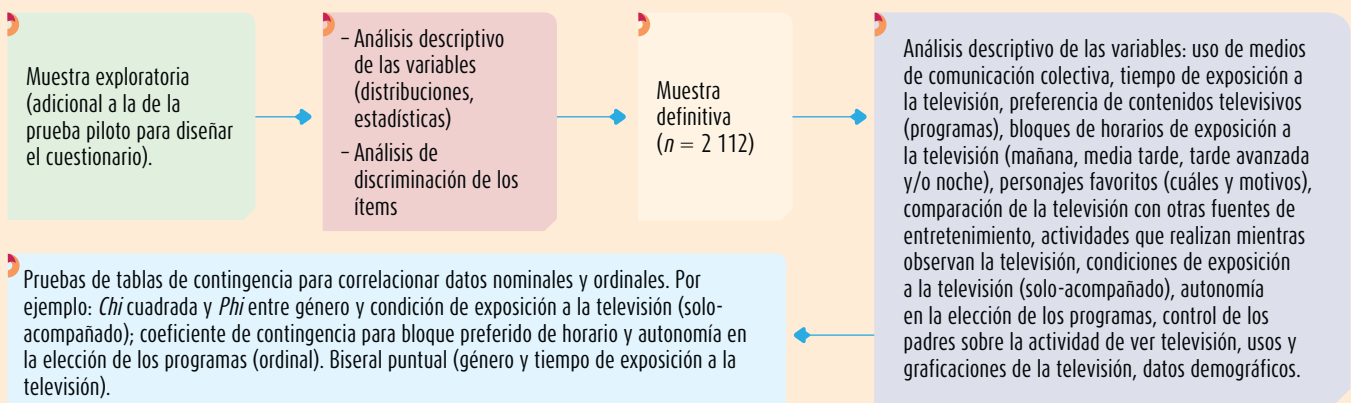 Muestra exploratoria
(adicional a la de la
prueba piloto para diseñar
el cuestionario).
– Análisis descriptivo
de las variables
(distribuciones,
estadísticas)
– Análisis de
discriminación de los
ítems
Muestra
definitiva
(n = 2 112)
Análisis descriptivo de las variables: uso de medios
de comunicación colectiva, tiempo de exposición a
la televisión, preferencia de contenidos televisivos
(programas), bloques de horarios de exposición a
la televisión (mañana, media tarde, tarde avanzada
y/o noche), personajes favoritos (cuáles y motivos),
comparación de la televisión con otras fuentes de
entretenimiento, actividades que realizan mientras
observan la televisión, condiciones de exposición
a la televisión (solo-acompañado), autonomía
en la elección de los programas, control de los
padres sobre la actividad de ver televisión, usos y
graficaciones de la televisión, datos demográficos.
Pruebas de tablas de contingencia para correlacionar datos nominales y ordinales. Por
ejemplo: Chi cuadrada y Phi entre género y condición de exposición a la televisión (solo-
acompañado); coeficiente de contingencia para bloque preferido de horario y autonomía en
la elección de los programas (ordinal). Biseral puntual (género y tiempo de exposición a la
televisión).